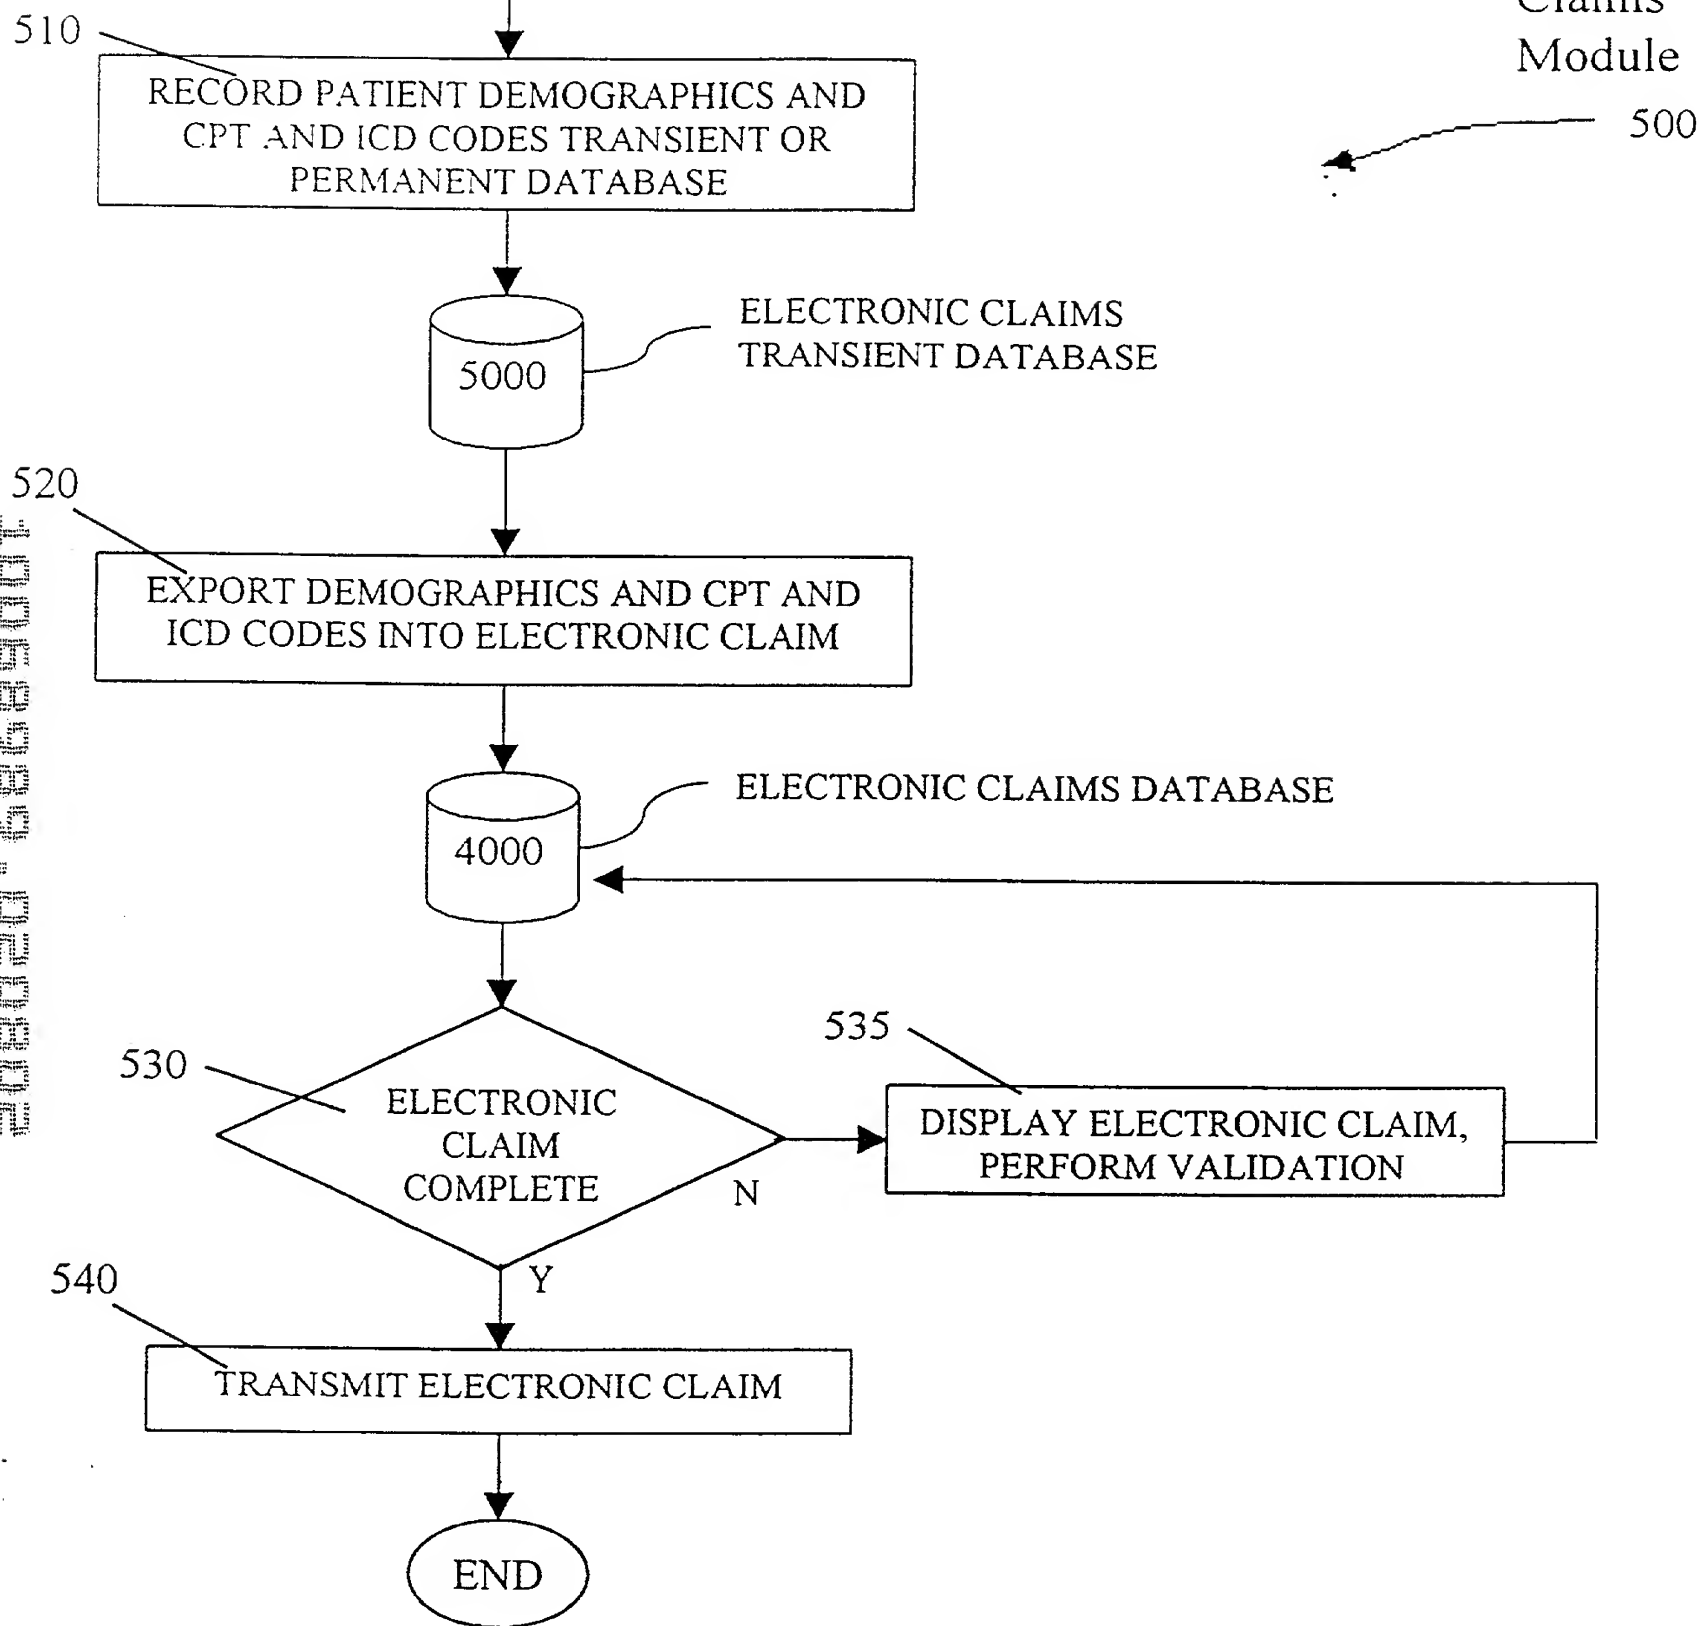 Claims
Module
500
510
RECORD PATIENT DEMOGRAPHICS AND
CPT AND ICD CODES TRANSIENT OR
PERMANENT DATABASE
5000
ELECTRONIC CLAIMS
TRANSIENT DATABASE
520
EXPORT DEMOGRAPHICS AND CPT AND
ICD CODES INTO ELECTRONIC CLAIM
4000
ELECTRONIC CLAIMS DATABASE
530
ELECTRONIC
CLAIM
COMPLETE
N
535
DISPLAY ELECTRONIC CLAIM,
PERFORM VALIDATION
Y
540
TRANSMIT ELECTRONIC CLAIM
END